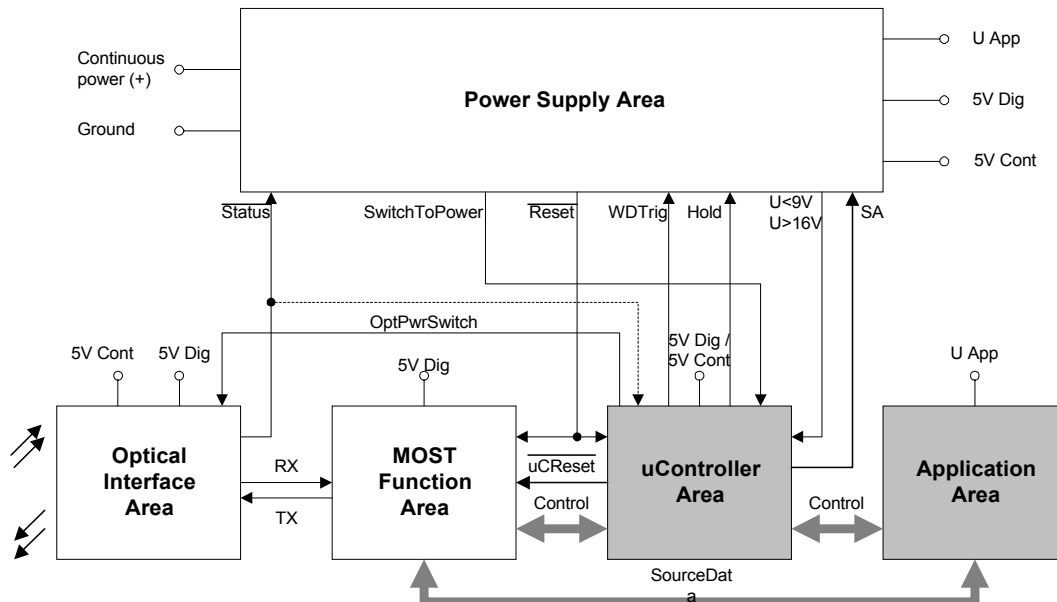 Continuous
power (+)
Ground
Power Supply Area
U App
5V Dig
5V Cont
Status
SwitchToPower
Reset
WDTrig
Hold
U<9V
U>16V
SA
OptPwrSwitch
5V Cont
5V Dig
5V Dig
5V Dig /
5V Cont
U App
Optical
Interface
Area
RX
TX
MOST
Function
Area
uCReset
Control
uController
Area
Control
Application
Area
SourceDat
a